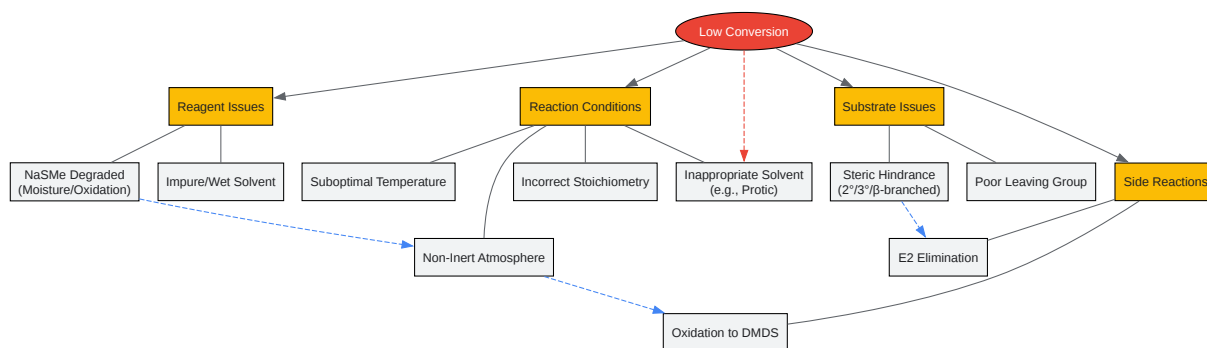 Low Conversion
Reagent Issues
Reaction Conditions
Substrate Issues
NaSMe Degraded
(Moisture/Oxidation)
Impure/Wet Solvent
Suboptimal Temperature
Incorrect Stoichiometry
Inappropriate Solvent
(e.g., Protic)
Steric Hindrance
(2°/3°/β-branched)
Poor Leaving Group
Side Reactions
Non-Inert Atmosphere
E2 Elimination
Oxidation to DMDS